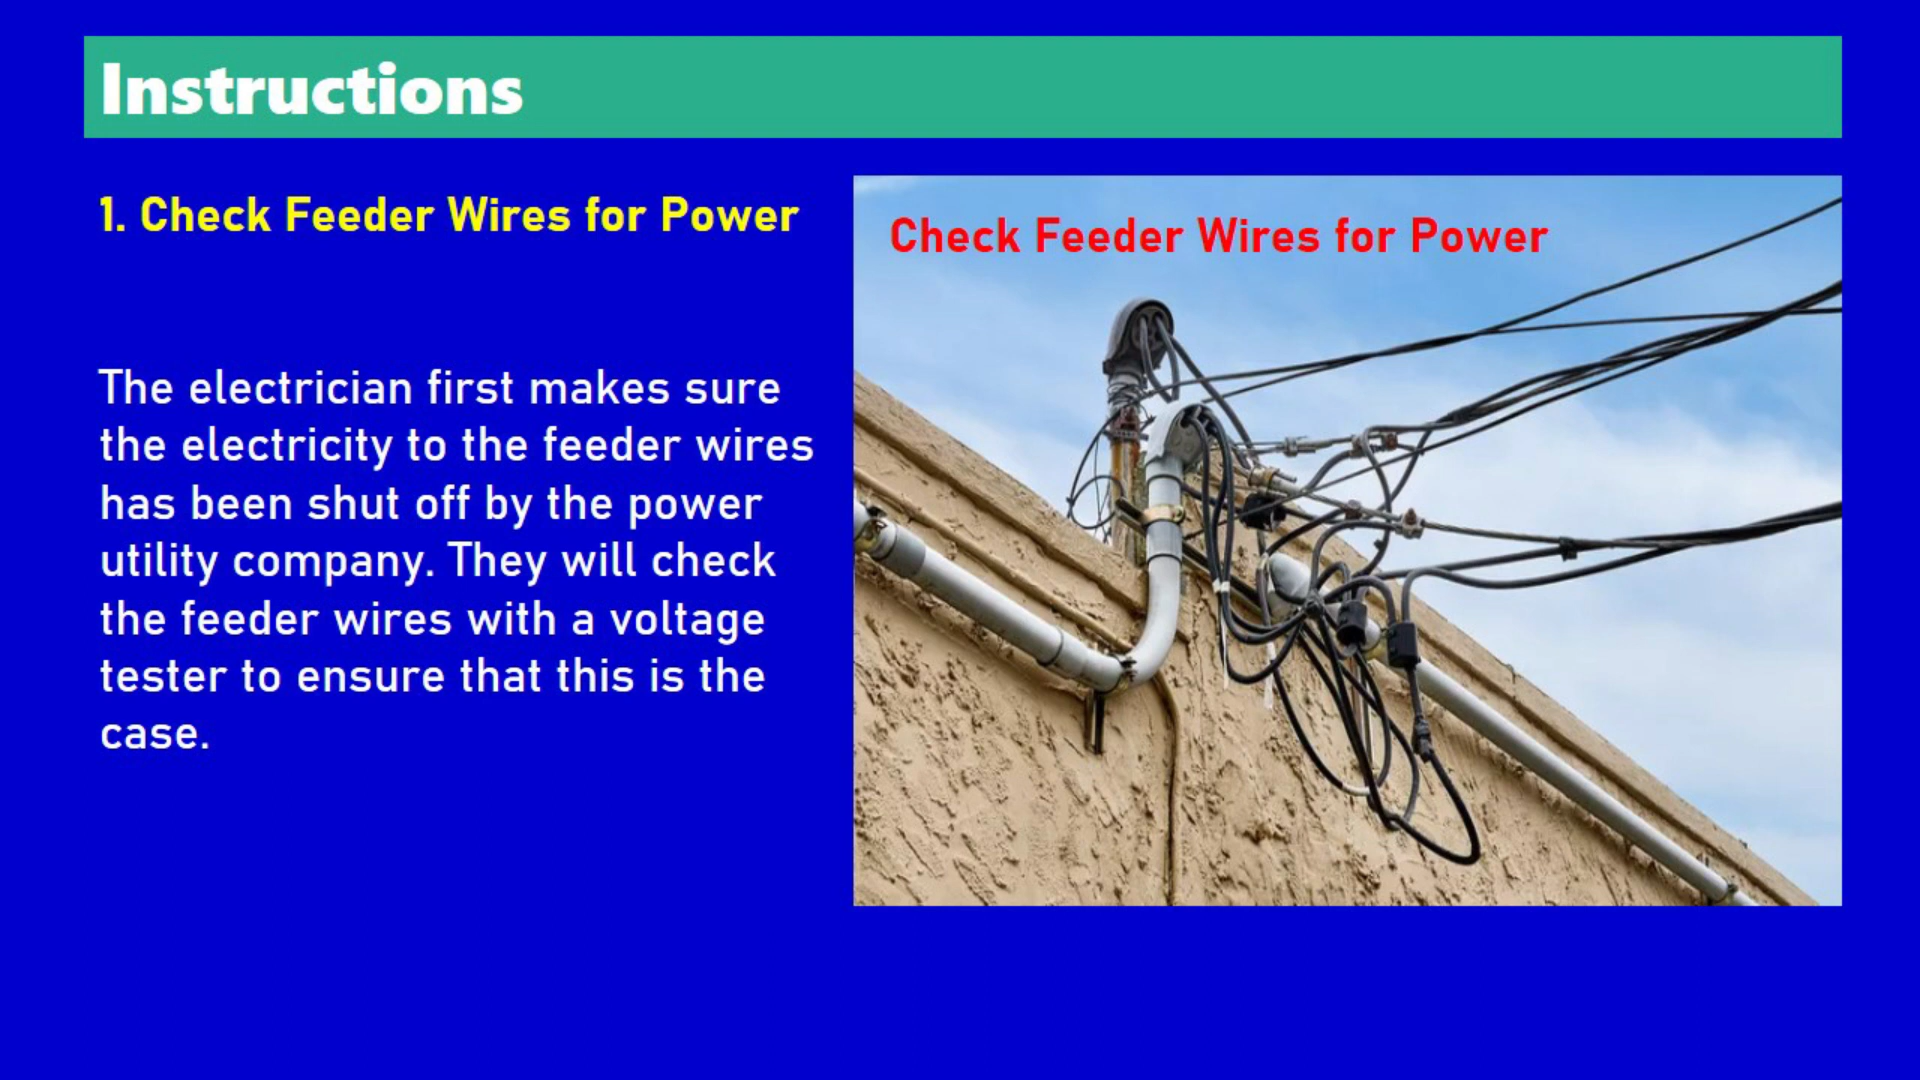 Instructions
1. Check Feeder Wires for Power
Check Feeder Wires for Power
The electrician first makes sure
the electricity to the feeder wires
has been shut off by the power
utility company. They will check
the feeder wires with a voltage
tester to ensure that this is the
case.